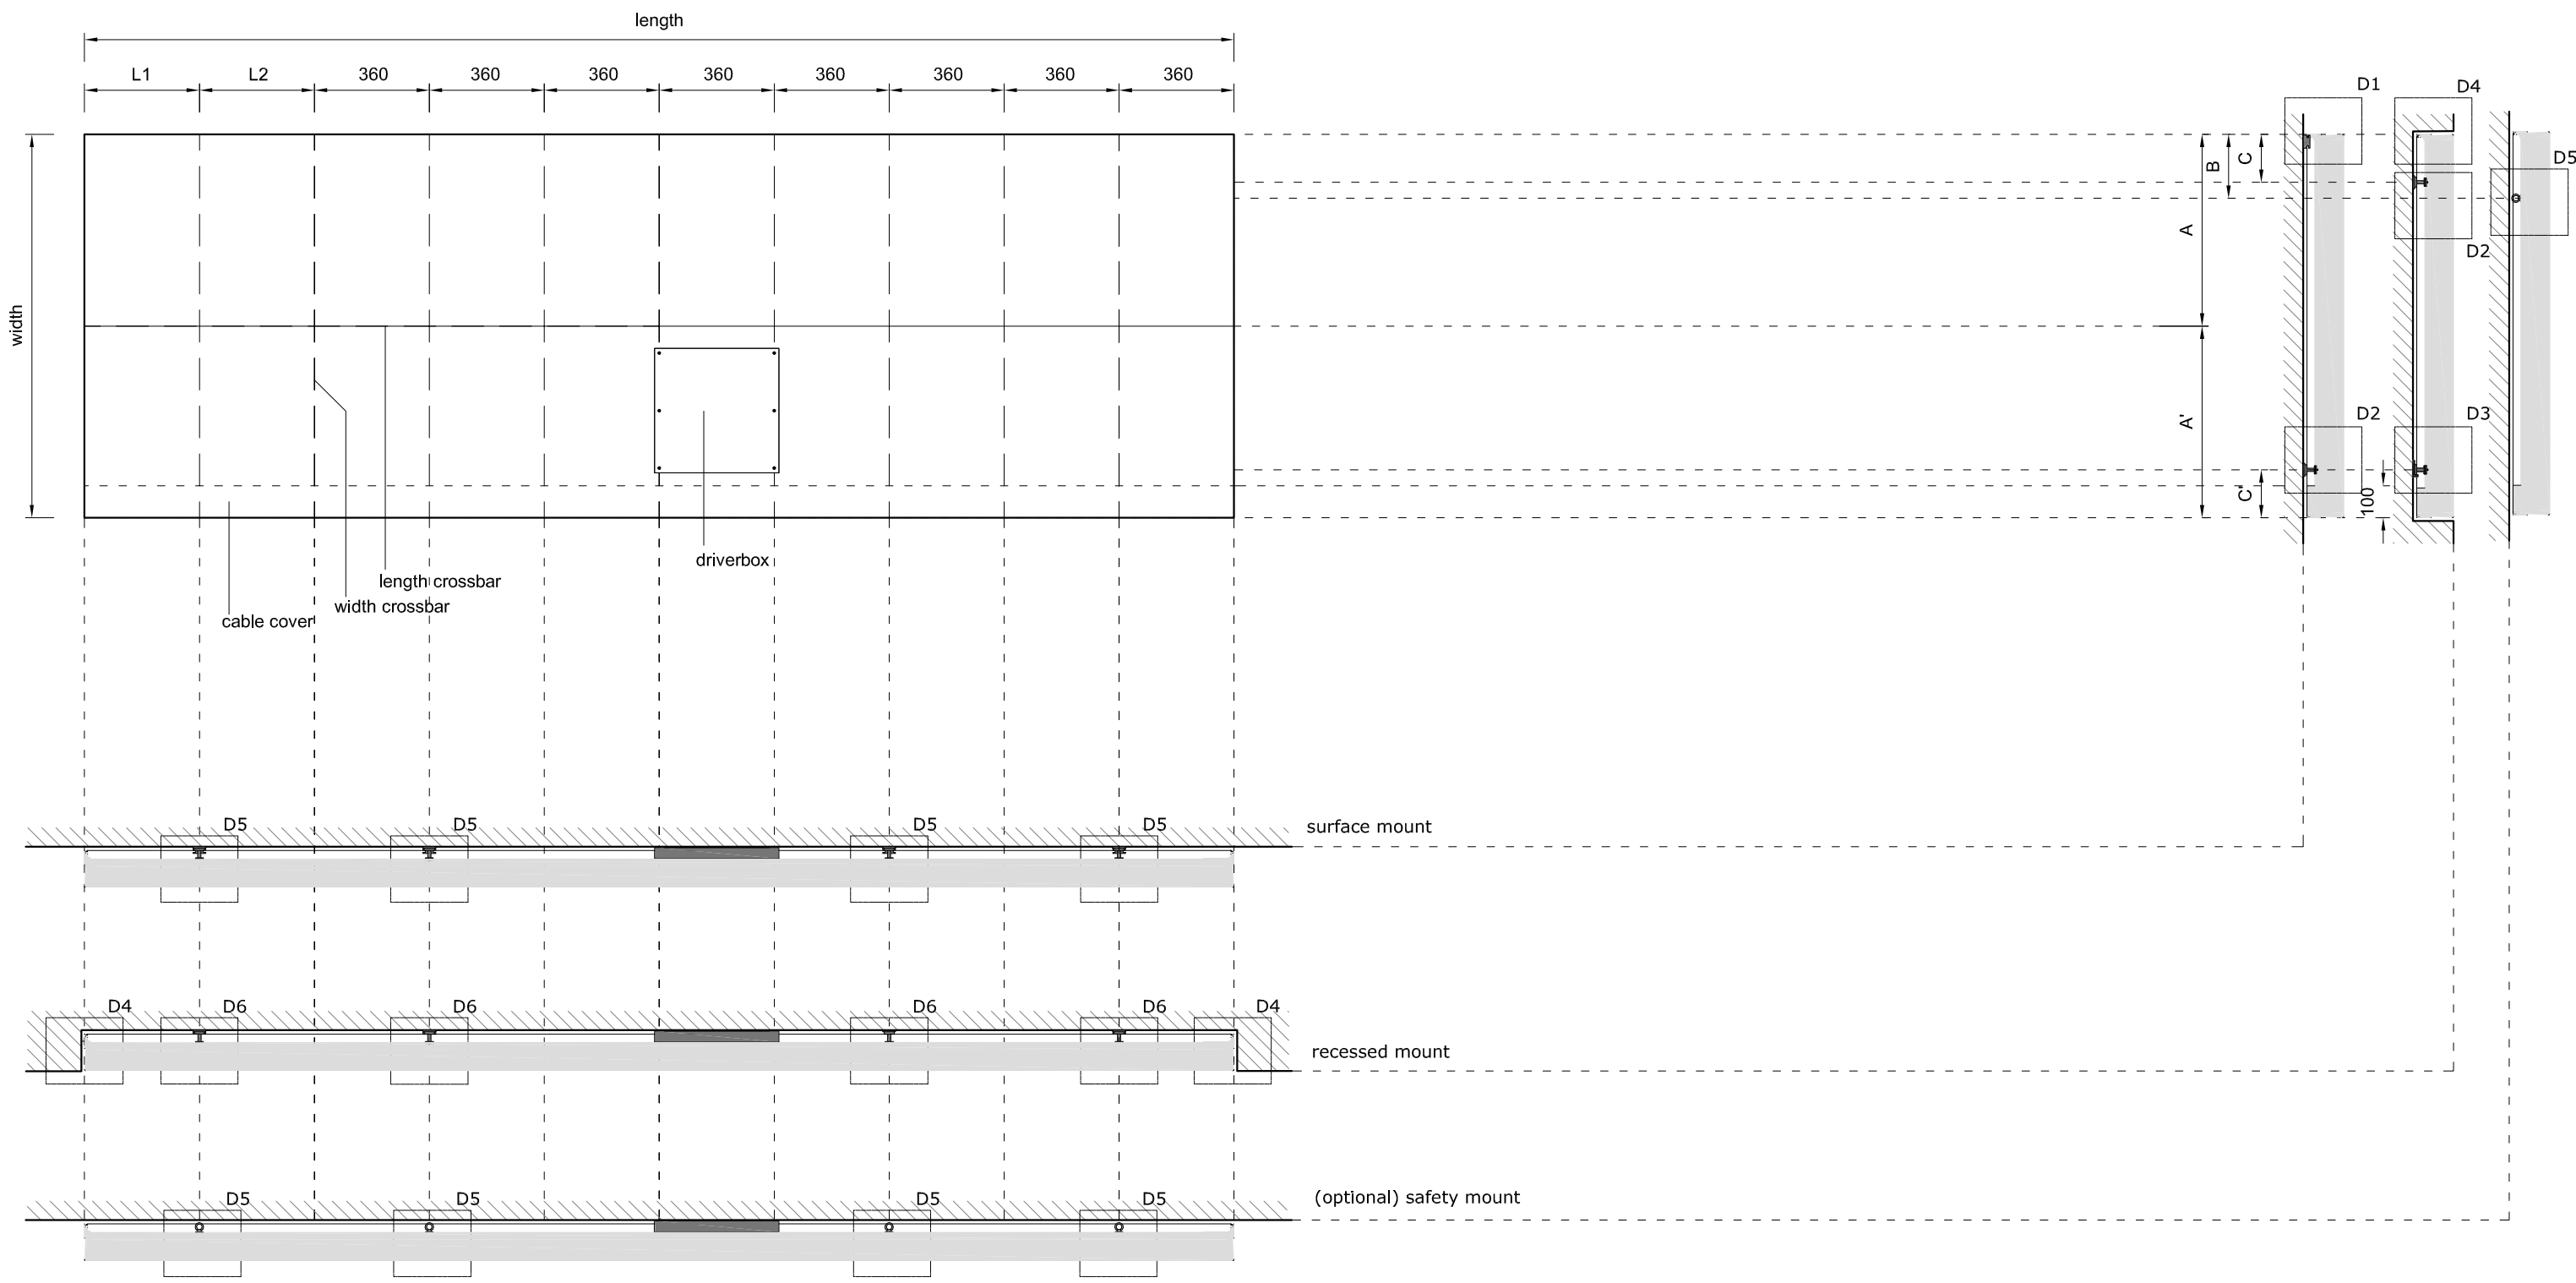 length
L1 L2 360 360 360 360 360 360 360 360
D1 D4
B C
D5
A
D2
width
D2 D3
A'
C' 100
driverbox
length crossbar
width crossbar
cable cover
D5 D5 D5 D5 surface mount
D4 D6 D6 D6 D6 D4
recessed mount
D5 D5 D5 D5 (optional) safety mount